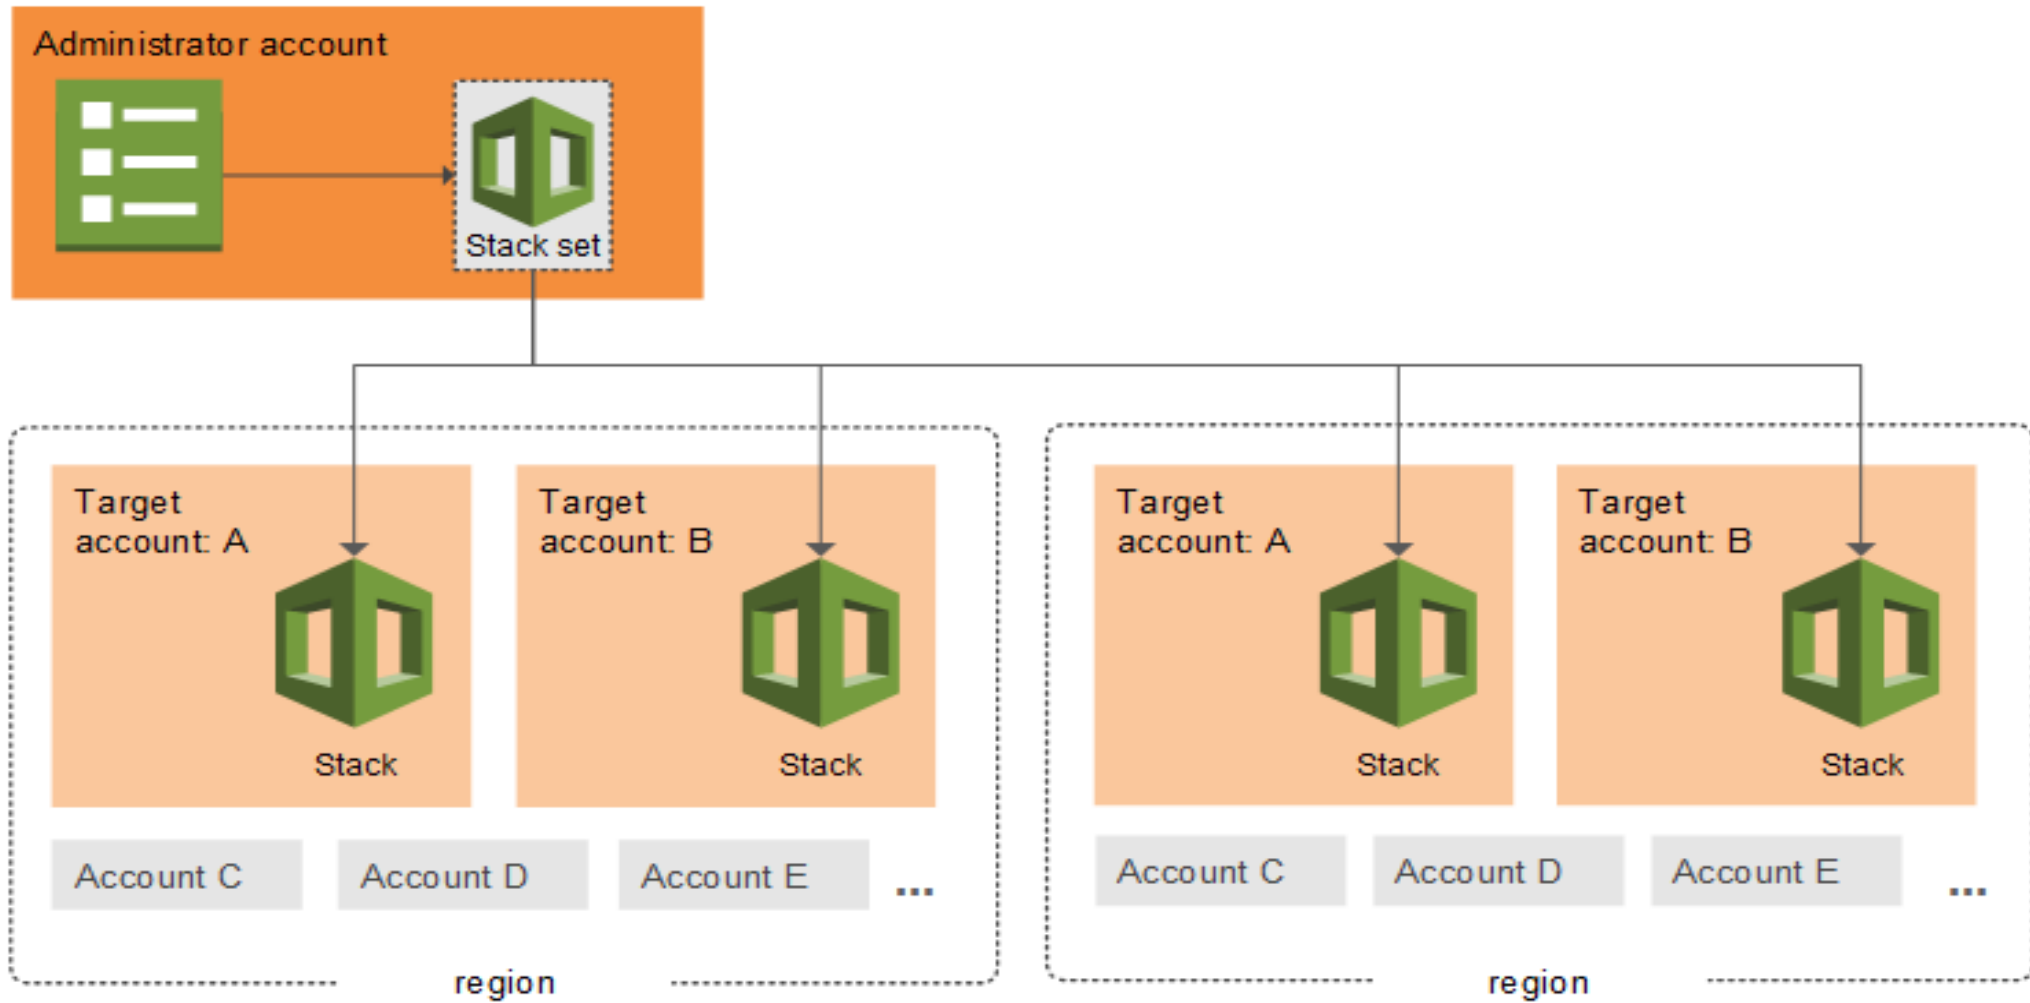 Administrator account
Stack set
Target
account: A
Stack
Target
account: B
Stack
Account C
Account D
Account E
...
region
Target
account: A
Stack
Target
account: B
Stack
Account C
Account D
Account E
...
region